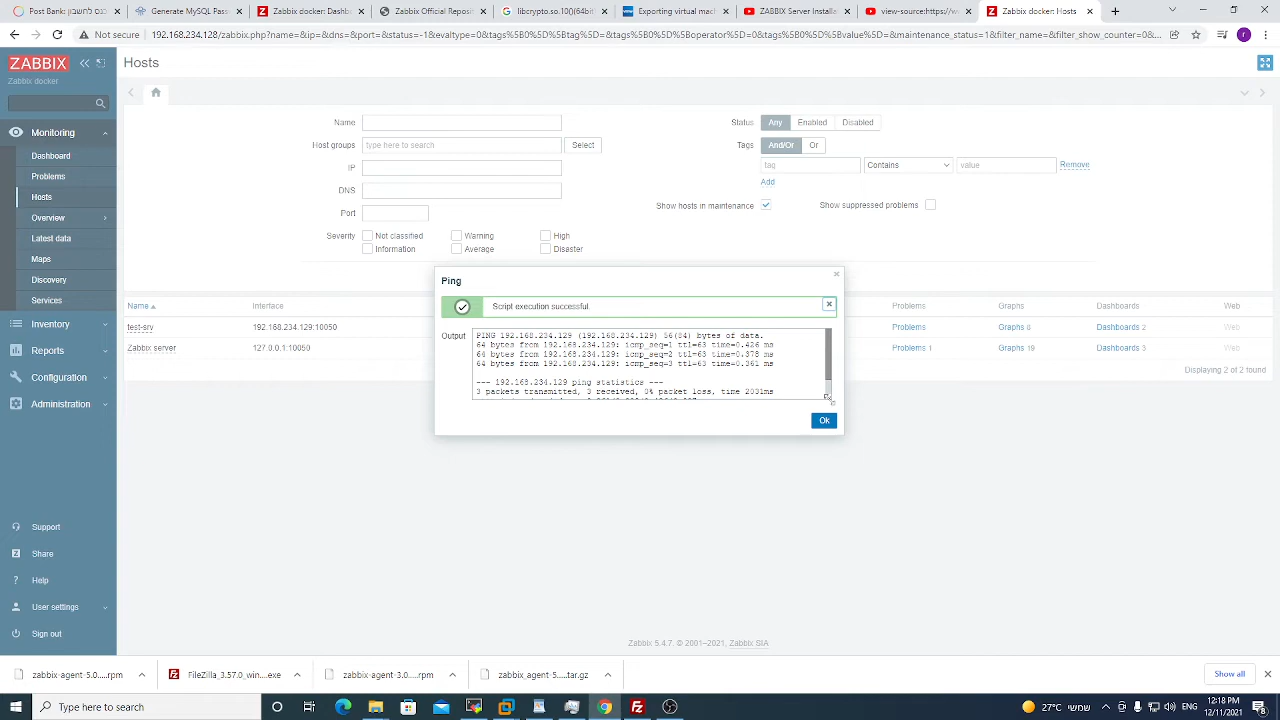 Post Bank
Generate MySQL Pass
Zabbix docker: Dashb
Zabbix Official Reposit
libcrypto.so.10()(64bit
Exporting virtual mach
ZABBIX Server Installa
view-source:https://w
Zabbix docker: Hosts
Not secure
192.168.234.128/zabbix.php?name=&ip=&dns=&port=&status=-1&evaltype=0&tags%5B0%5D%5Btag%5D=&tags%5B0%5D%5Boperator%5D=0&tags%5B0%5D%5Bvalue%5D=&maintenance_status=1&filter_name=&filter_show_counter=0&...
ZABBIX
Zabbix docker
Hosts
Monitoring
Dashboard
Problems
Hosts
Overview
Latest data
Maps
Discovery
Services
Inventory
Reports
Configuration
Administration
Support
Share
Help
User settings
Sign out
Name
Host groups
type here to search
Select
IP
DNS
Port
Severity
Not classified
Warning
High
Information
Average
Disaster
Status
Any
Enabled
Disabled
Tags
And/Or
Or
tag
Contains
value
Remove
Add
Show hosts in maintenance
Show suppressed problems
Name
Interface
Problems
Graphs
Dashboards
Web
test-srv
192.168.234.129:10050
Problems
Graphs 8
Dashboards 2
Web
Zabbix server
127.0.0.1:10050
Problems 1
Graphs 19
Dashboards 3
Web
Displaying 2 of 2 found
Ping
Script execution successful.
Output
PING 192.168.234.129 (192.168.234.129) 56(84) bytes of data.
64 bytes from 192.168.234.129: icmp_seq=1 ttl=63 time=0.426 ms
64 bytes from 192.168.234.129: icmp_seq=2 ttl=63 time=0.378 ms
64 bytes from 192.168.234.129: icmp_seq=3 ttl=63 time=0.361 ms
--- 192.168.234.129 ping statistics ---
3 packets transmitted, 3 received, 0% packet loss, time 2031ms
Ok
Zabbix 5.4.7. © 2001–2021, Zabbix SIA
zabbix-agent-5.0....rpm
FileZilla_3.57.0_win....exe
zabbix-agent-3.0....rpm
zabbix-agent-5....tar.gz
Show all
Type here to search
27°C
12:18 PM
12/11/2021